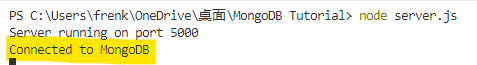 PS C:\Users\frenk\OneDrive\桌面\MongoDB Tutorial> node server.js
Server running on port 5000
Connected to MongoDB